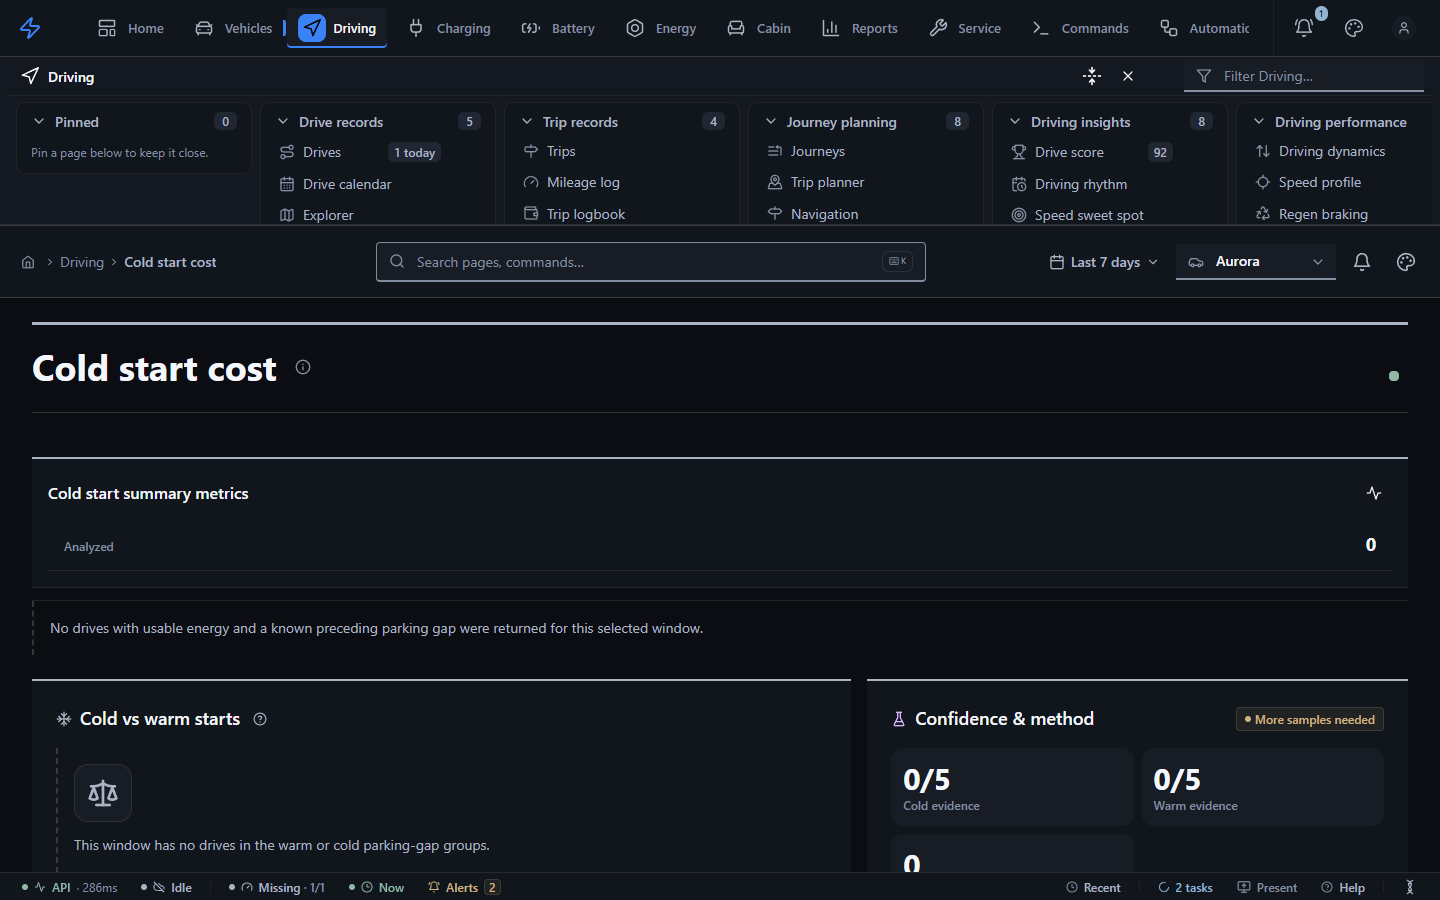 Home
Vehicles
Driving
Charging
Battery
Energy
Cabin
Reports
Service
Commands
Automatic
1
Driving
Filter Driving...
Pinned 0
Pin a page below to keep it close.
Drive records 5
Drives 1 today
Drive calendar
Explorer
Trip records 4
Trips
Mileage log
Trip logbook
Journey planning 8
Journeys
Trip planner
Navigation
Driving insights 8
Drive score 92
Driving rhythm
Speed sweet spot
Driving performance
Driving dynamics
Speed profile
Regen braking
Driving
Cold start cost
Search pages, commands...
K
Last 7 days
Aurora
Cold start cost
Cold start summary metrics
Analyzed 0
No drives with usable energy and a known preceding parking gap were returned for this selected window.
Cold vs warm starts
This window has no drives in the warm or cold parking-gap groups.
Confidence & method
More samples needed
0/5
Cold evidence
0/5
Warm evidence
0
API · 286ms
Idle
Missing · 1/1
Now
Alerts 2
Recent
2 tasks
Present
Help